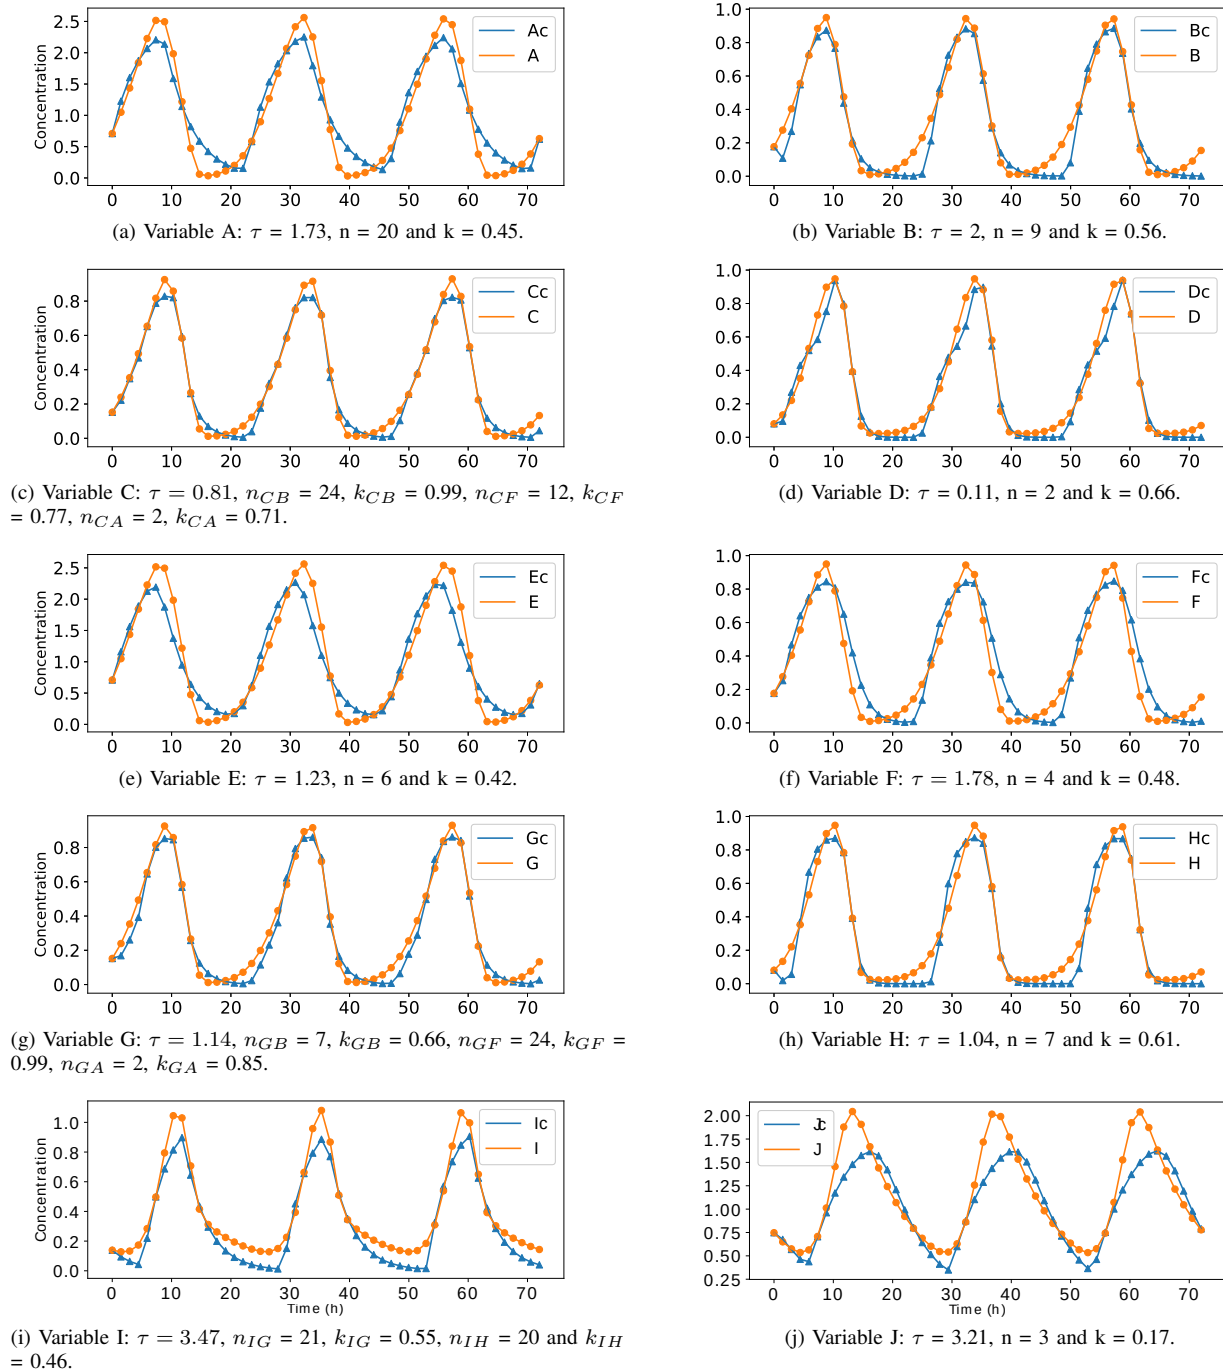 Concentration
2.5
2.0
1.5
1.0
0.5
0.0
0 10 20 30 40 50 60 70
Ac
A
(a) Variable A: τ = 1.73, n = 20 and k = 0.45.
1.0
0.8
0.6
0.4
0.2
0.0
0 10 20 30 40 50 60 70
Bc
B
(b) Variable B: τ = 2, n = 9 and k = 0.56.
Concentration
0.8
0.6
0.4
0.2
0.0
0 10 20 30 40 50 60 70
Cc
C
(c) Variable C: τ = 0.81, n_CB = 24, k_CB = 0.99, n_CF = 12, k_CF
= 0.77, n_CA = 2, k_CA = 0.71.
1.0
0.8
0.6
0.4
0.2
0.0
0 10 20 30 40 50 60 70
Dc
D
(d) Variable D: τ = 0.11, n = 2 and k = 0.66.
Concentration
2.5
2.0
1.5
1.0
0.5
0.0
0 10 20 30 40 50 60 70
Ec
E
(e) Variable E: τ = 1.23, n = 6 and k = 0.42.
1.0
0.8
0.6
0.4
0.2
0.0
0 10 20 30 40 50 60 70
Fc
F
(f) Variable F: τ = 1.78, n = 4 and k = 0.48.
Concentration
0.8
0.6
0.4
0.2
0.0
0 10 20 30 40 50 60 70
Gc
G
(g) Variable G: τ = 1.14, n_GB = 7, k_GB = 0.66, n_GF = 24, k_GF =
0.99, n_GA = 2, k_GA = 0.85.
1.0
0.8
0.6
0.4
0.2
0.0
0 10 20 30 40 50 60 70
Hc
H
(h) Variable H: τ = 1.04, n = 7 and k = 0.61.
Concentration
1.0
0.8
0.6
0.4
0.2
0.0
0 10 20 30 40 50 60 70
Time (h)
Ic
I
(i) Variable I: τ = 3.47, n_IG = 21, k_IG = 0.55, n_IH = 20 and k_IH
= 0.46.
2.00
1.75
1.50
1.25
1.00
0.75
0.50
0.25
0 10 20 30 40 50 60 70
Time (h)
Jc
J
(j) Variable J: τ = 3.21, n = 3 and k = 0.17.